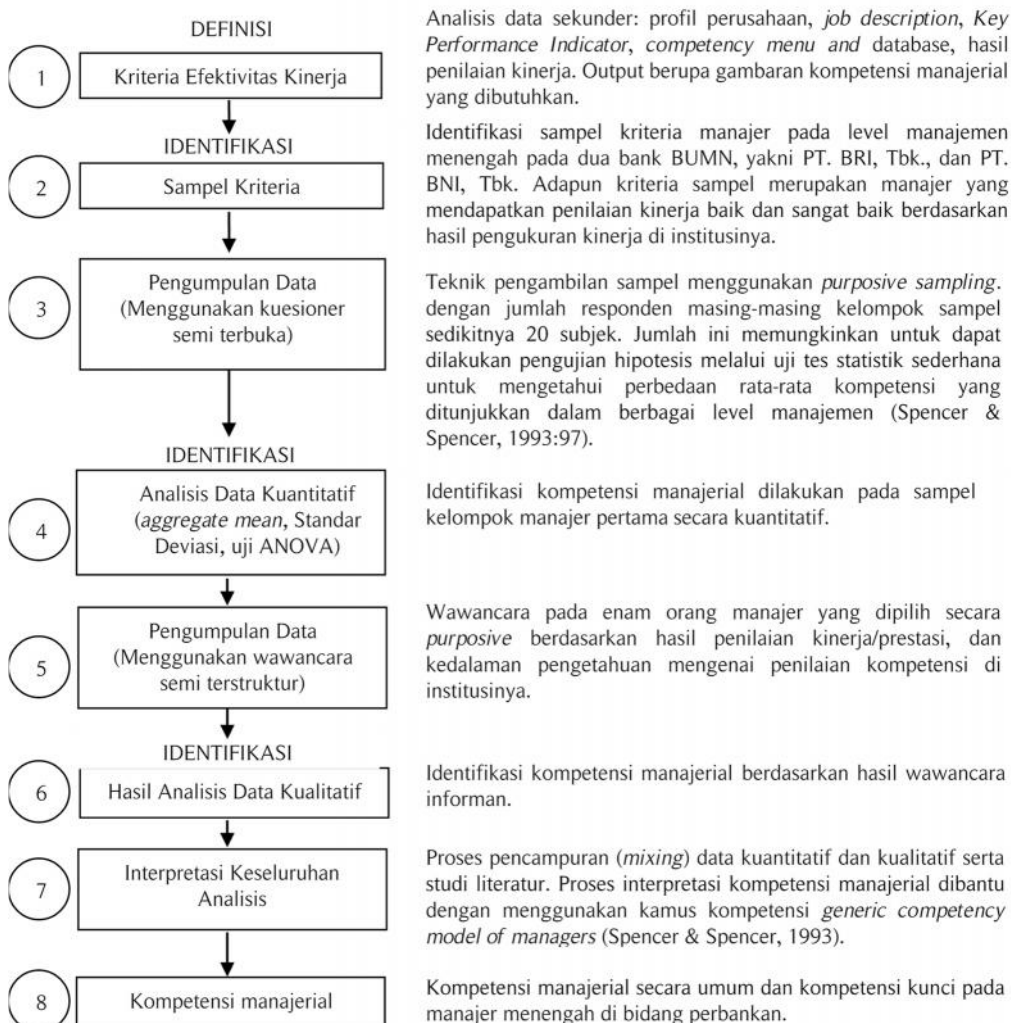 DEFINISI
1
Kriteria Efektivitas Kinerja
Analisis data sekunder: profil perusahaan, job description, Key
Performance Indicator, competency menu and database, hasil
penilaian kinerja. Output berupa gambaran kompetensi manajerial
yang dibutuhkan.
IDENTIFIKASI
2
Sampel Kriteria
Identifikasi sampel kriteria manajer pada level manajemen
menengah pada dua bank BUMN, yakni PT. BRI, Tbk., dan PT.
BNI, Tbk. Adapun kriteria sampel merupakan manajer yang
mendapatkan penilaian kinerja baik dan sangat baik berdasarkan
hasil pengukuran kinerja di institusinya.
3
Pengumpulan Data
(Menggunakan kuesioner
semi terbuka)
Teknik pengambilan sampel menggunakan purposive sampling.
dengan jumlah responden masing-masing kelompok sampel
sedikitnya 20 subjek. Jumlah ini memungkinkan untuk dapat
dilakukan pengujian hipotesis melalui uji tes statistik sederhana
untuk mengetahui perbedaan rata-rata kompetensi yang
ditunjukkan dalam berbagai level manajemen (Spencer &
Spencer, 1993:97).
IDENTIFIKASI
4
Analisis Data Kuantitatif
(aggregate mean, Standar
Deviasi, uji ANOVA)
Identifikasi kompetensi manajerial dilakukan pada sampel
kelompok manajer pertama secara kuantitatif.
5
Pengumpulan Data
(Menggunakan wawancara
semi terstruktur)
Wawancara pada enam orang manajer yang dipilih secara
purposive berdasarkan hasil penilaian kinerja/prestasi, dan
kedalaman pengetahuan mengenai penilaian kompetensi di
institusinya.
IDENTIFIKASI
6
Hasil Analisis Data Kualitatif
Identifikasi kompetensi manajerial berdasarkan hasil wawancara
informan.
7
Interpretasi Keseluruhan
Analisis
Proses pencampuran (mixing) data kuantitatif dan kualitatif serta
studi literatur. Proses interpretasi kompetensi manajerial dibantu
dengan menggunakan kamus kompetensi generic competency
model of managers (Spencer & Spencer, 1993).
8
Kompetensi manajerial
Kompetensi manajerial secara umum dan kompetensi kunci pada
manajer menengah di bidang perbankan.